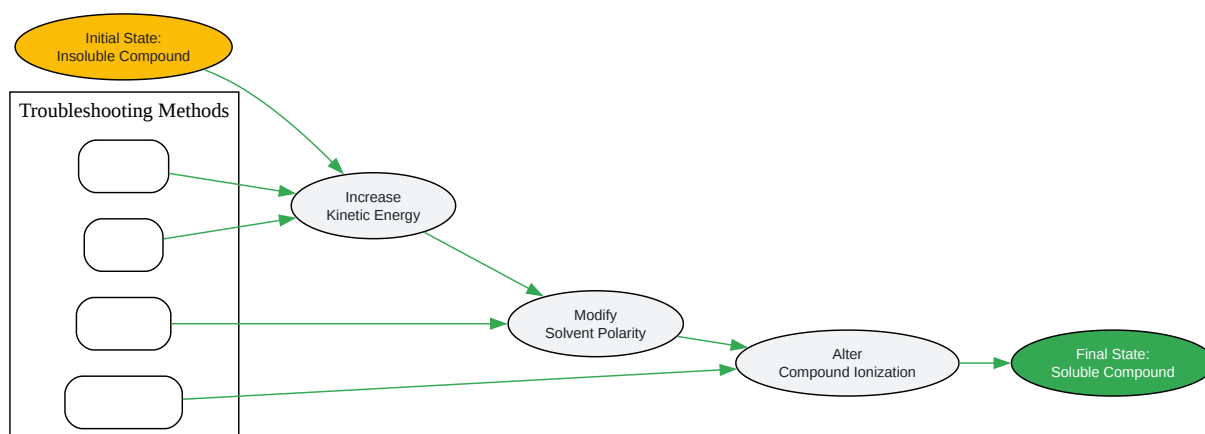 Initial State:
Insoluble Compound
Troubleshooting Methods
Increase
Kinetic Energy
Modify
Solvent Polarity
Alter
Compound Ionization
Final State:
Soluble Compound